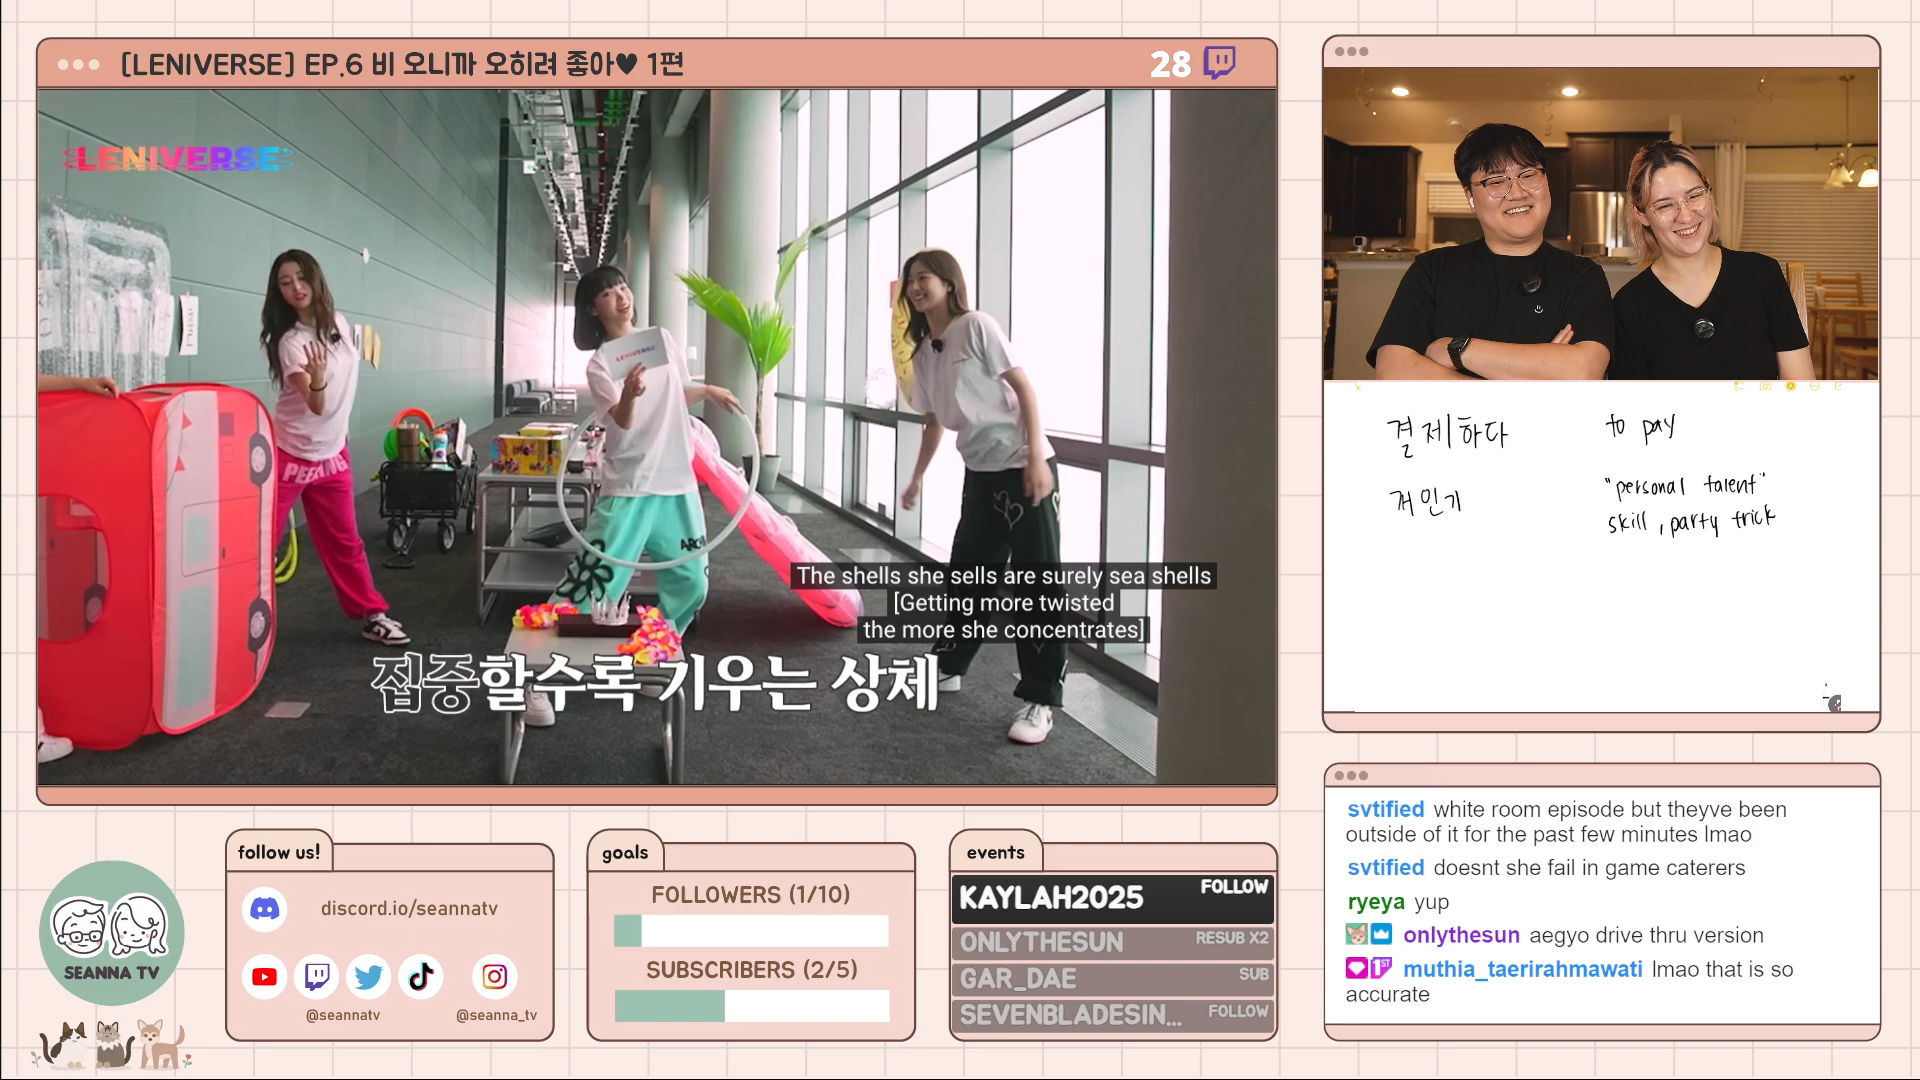 [LENIVERSE] EP.6 비 오니까 오히려 좋아♥ 1편
28
LENIVERSE
LENIVERSE
PEERING
The shells she sells are surely sea shells
[Getting more twisted
the more she concentrates]
집중할수록 기우는 상체
결제하다
to pay
개인기
"personal talent"
skill, party trick
svtified white room episode but theyve been
outside of it for the past few minutes lmao
svtified doesnt she fail in game caterers
ryeya yup
onlythesun aegyo drive thru version
1ST muthia_taerirahmawati lmao that is so
accurate
follow us!
discord.io/seannatv
@seannatv
@seanna_tv
SEANNA TV
goals
FOLLOWERS (1/10)
SUBSCRIBERS (2/5)
events
KAYLAH2025 FOLLOW
ONLYTHESUN RESUB X2
GAR_DAE SUB
SEVENBLADESIN... FOLLOW